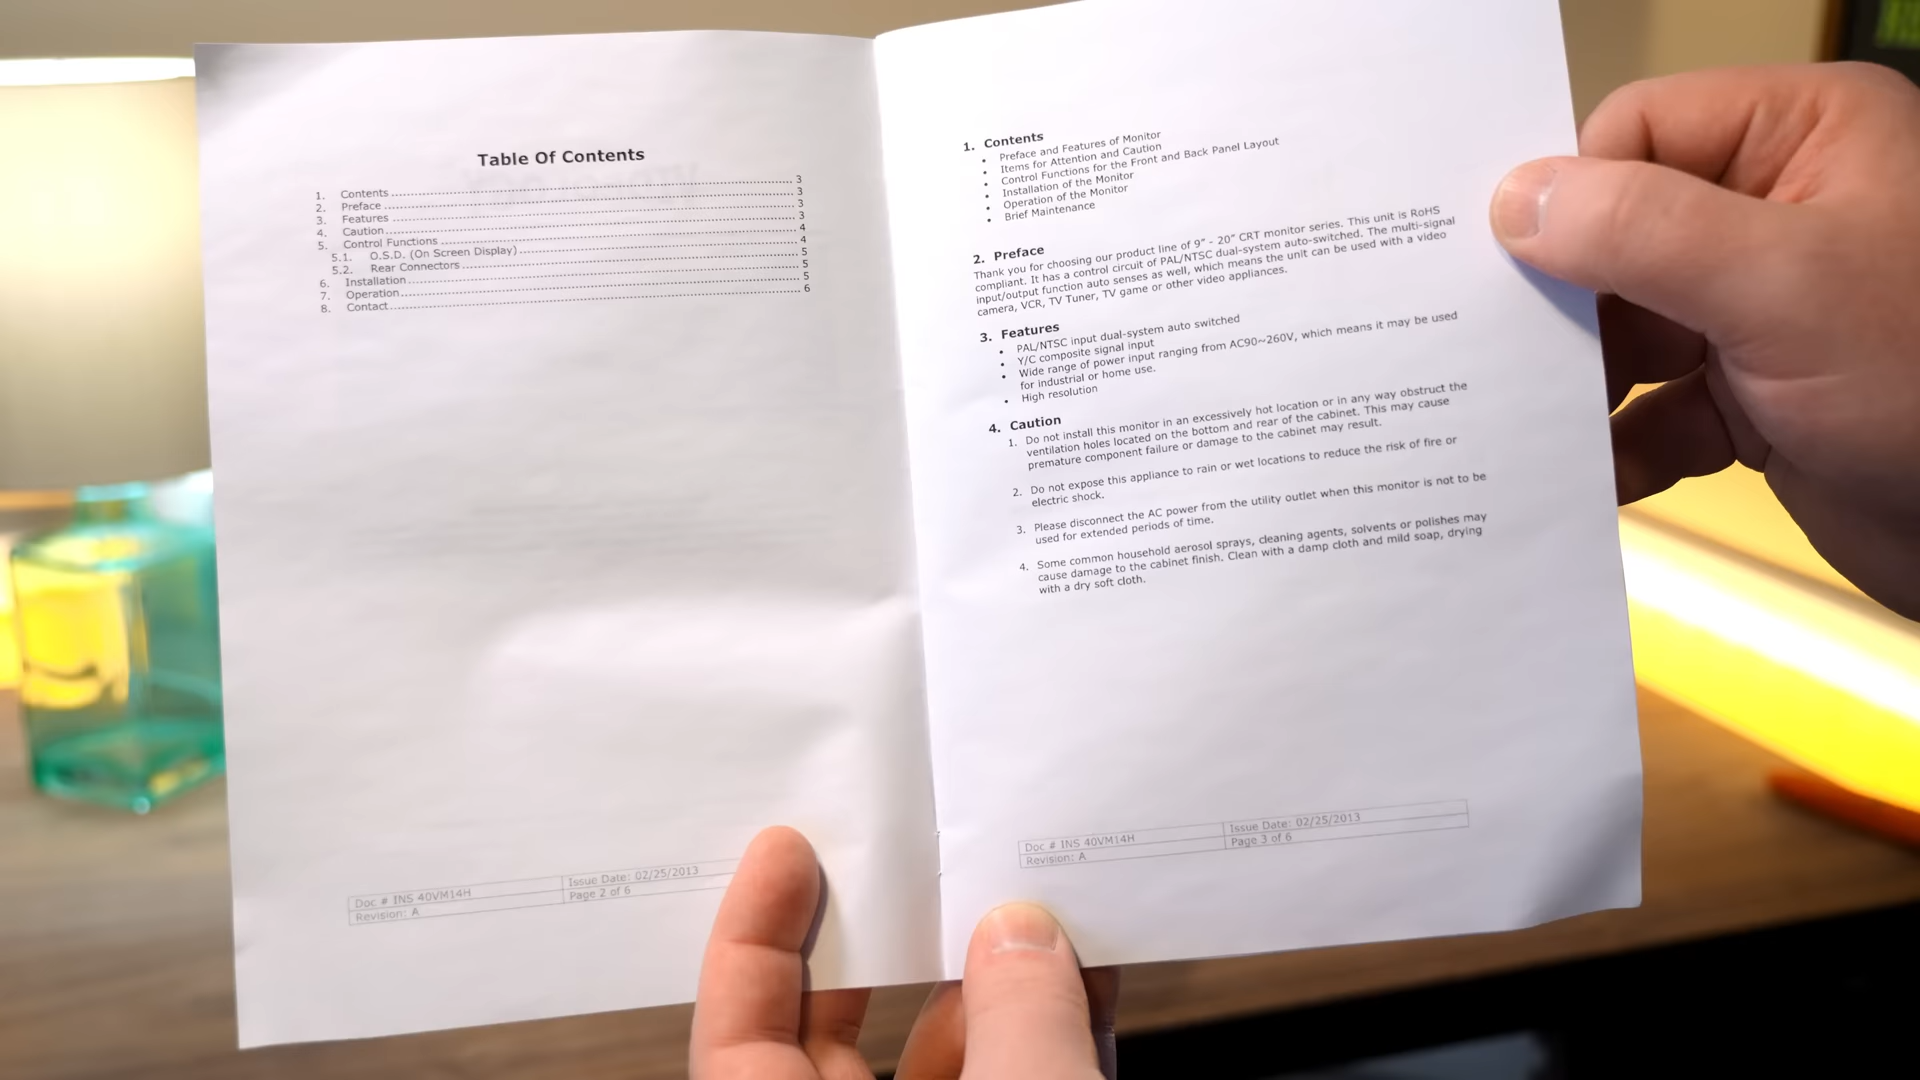 Table Of Contents
1. Contents ........ 3
2. Preface ........ 3
3. Features ........ 3
4. Caution ........ 3
5. Control Functions ........ 4
5.1. O.S.D. (On Screen Display) ........ 4
5.2. Rear Connectors ........ 5
6. Installation ........ 5
7. Operation ........ 5
8. Contact ........ 6
Doc # INS 40VM14H
Issue Date: 02/25/2013
Revision: A
Page 2 of 6
1. Contents
• Preface and Features of Monitor
• Items for Attention and Caution
• Control Functions for the Front and Back Panel Layout
• Installation of the Monitor
• Operation of the Monitor
• Brief Maintenance
2. Preface
Thank you for choosing our product line of 9" - 20" CRT monitor series. This unit is RoHS
compliant. It has a control circuit of PAL/NTSC dual-system auto-switched. The multi-signal
input/output function auto senses as well, which means the unit can be used with a video
camera, VCR, TV Tuner, TV game or other video appliances.
3. Features
• PAL/NTSC input dual-system auto switched
• Y/C composite signal input
• Wide range of power input ranging from AC90~260V, which means it may be used
for industrial or home use.
• High resolution
4. Caution
1. Do not install this monitor in an excessively hot location or in any way obstruct the
ventilation holes located on the bottom and rear of the cabinet. This may cause
premature component failure or damage to the cabinet may result.
2. Do not expose this appliance to rain or wet locations to reduce the risk of fire or
electric shock.
3. Please disconnect the AC power from the utility outlet when this monitor is not to be
used for extended periods of time.
4. Some common household aerosol sprays, cleaning agents, solvents or polishes may
cause damage to the cabinet finish. Clean with a damp cloth and mild soap, drying
with a dry soft cloth.
Doc # INS 40VM14H
Issue Date: 02/25/2013
Revision: A
Page 3 of 6